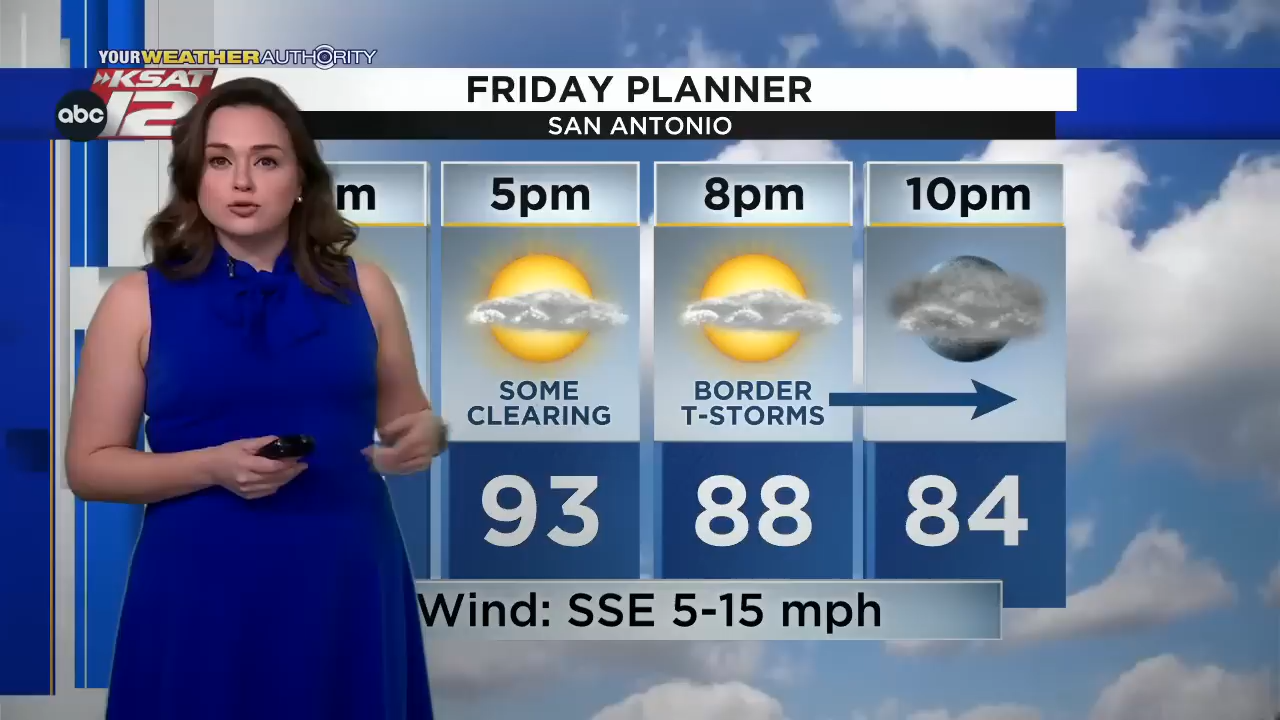 YOURWEATHERAUTHORITY
KSAT
abc 12
FRIDAY PLANNER
SAN ANTONIO
m
5pm
8pm
10pm
SOME
CLEARING
BORDER
T-STORMS
93
88
84
Wind: SSE 5-15 mph